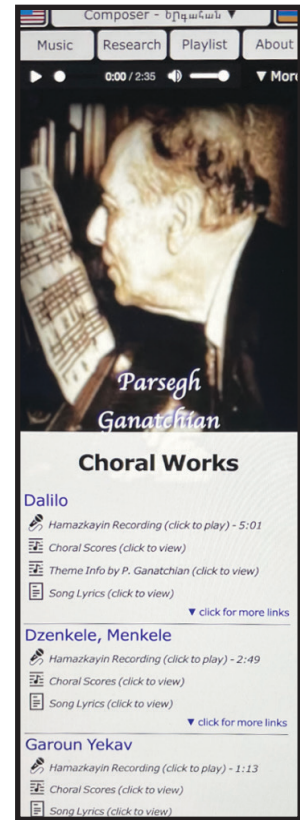 Composer - երգահան ▼
Music Research Playlist About
0:00 / 2:35 ▼ Mor
Parsegh
Ganatchian
Choral Works
Dalilo
Hamazkayin Recording (click to play) - 5:01
Choral Scores (click to view)
Theme Info by P. Ganatchian (click to view)
Song Lyrics (click to view)
▼ click for more links
Dzenkele, Menkele
Hamazkayin Recording (click to play) - 2:49
Choral Scores (click to view)
Song Lyrics (click to view)
▼ click for more links
Garoun Yekav
Hamazkayin Recording (click to play) - 1:13
Choral Scores (click to view)
Song Lyrics (click to view)